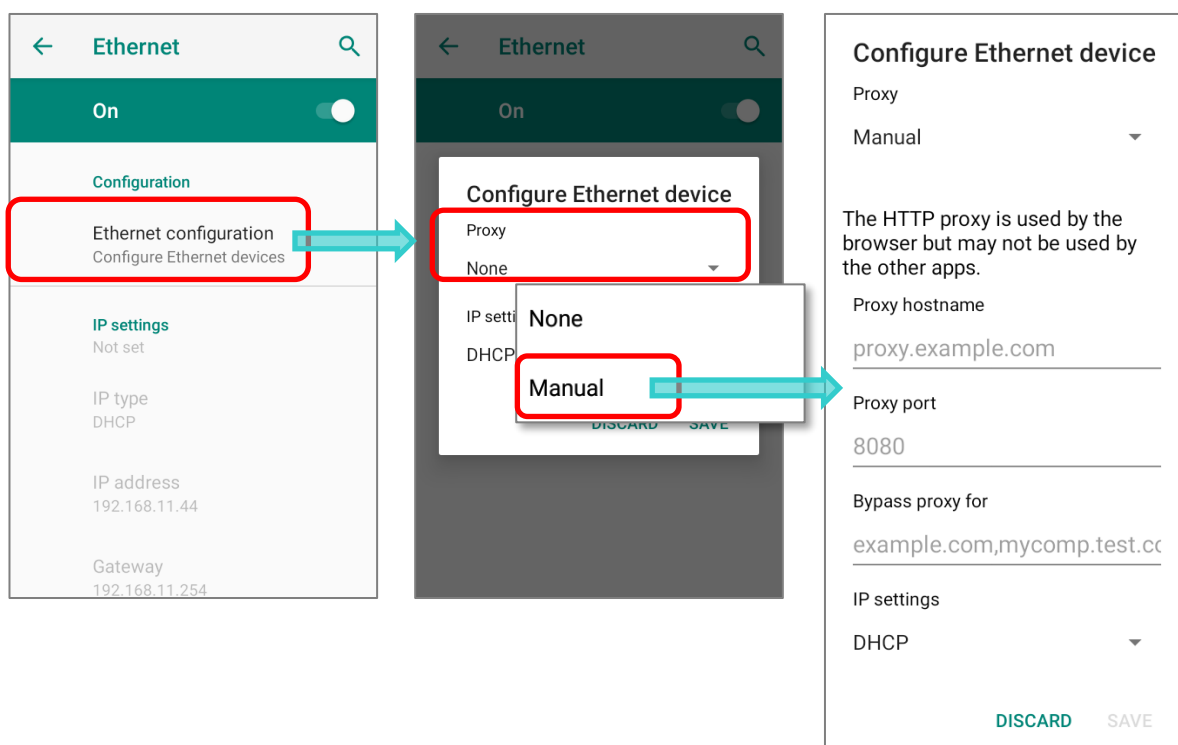 Ethernet
On
Configuration
Ethernet configuration
Configure Ethernet devices
IP settings
Not set
IP type
DHCP
IP address
192.168.11.44
Gateway
192.168.11.254
Ethernet
On
Configure Ethernet device
Proxy
None
IP setti
DHCP
None
Manual
DISCARD SAVE
Configure Ethernet device
Proxy
Manual
The HTTP proxy is used by the
browser but may not be used by
the other apps.
Proxy hostname
proxy.example.com
Proxy port
8080
Bypass proxy for
example.com,mycomp.test.co
IP settings
DHCP
DISCARD SAVE